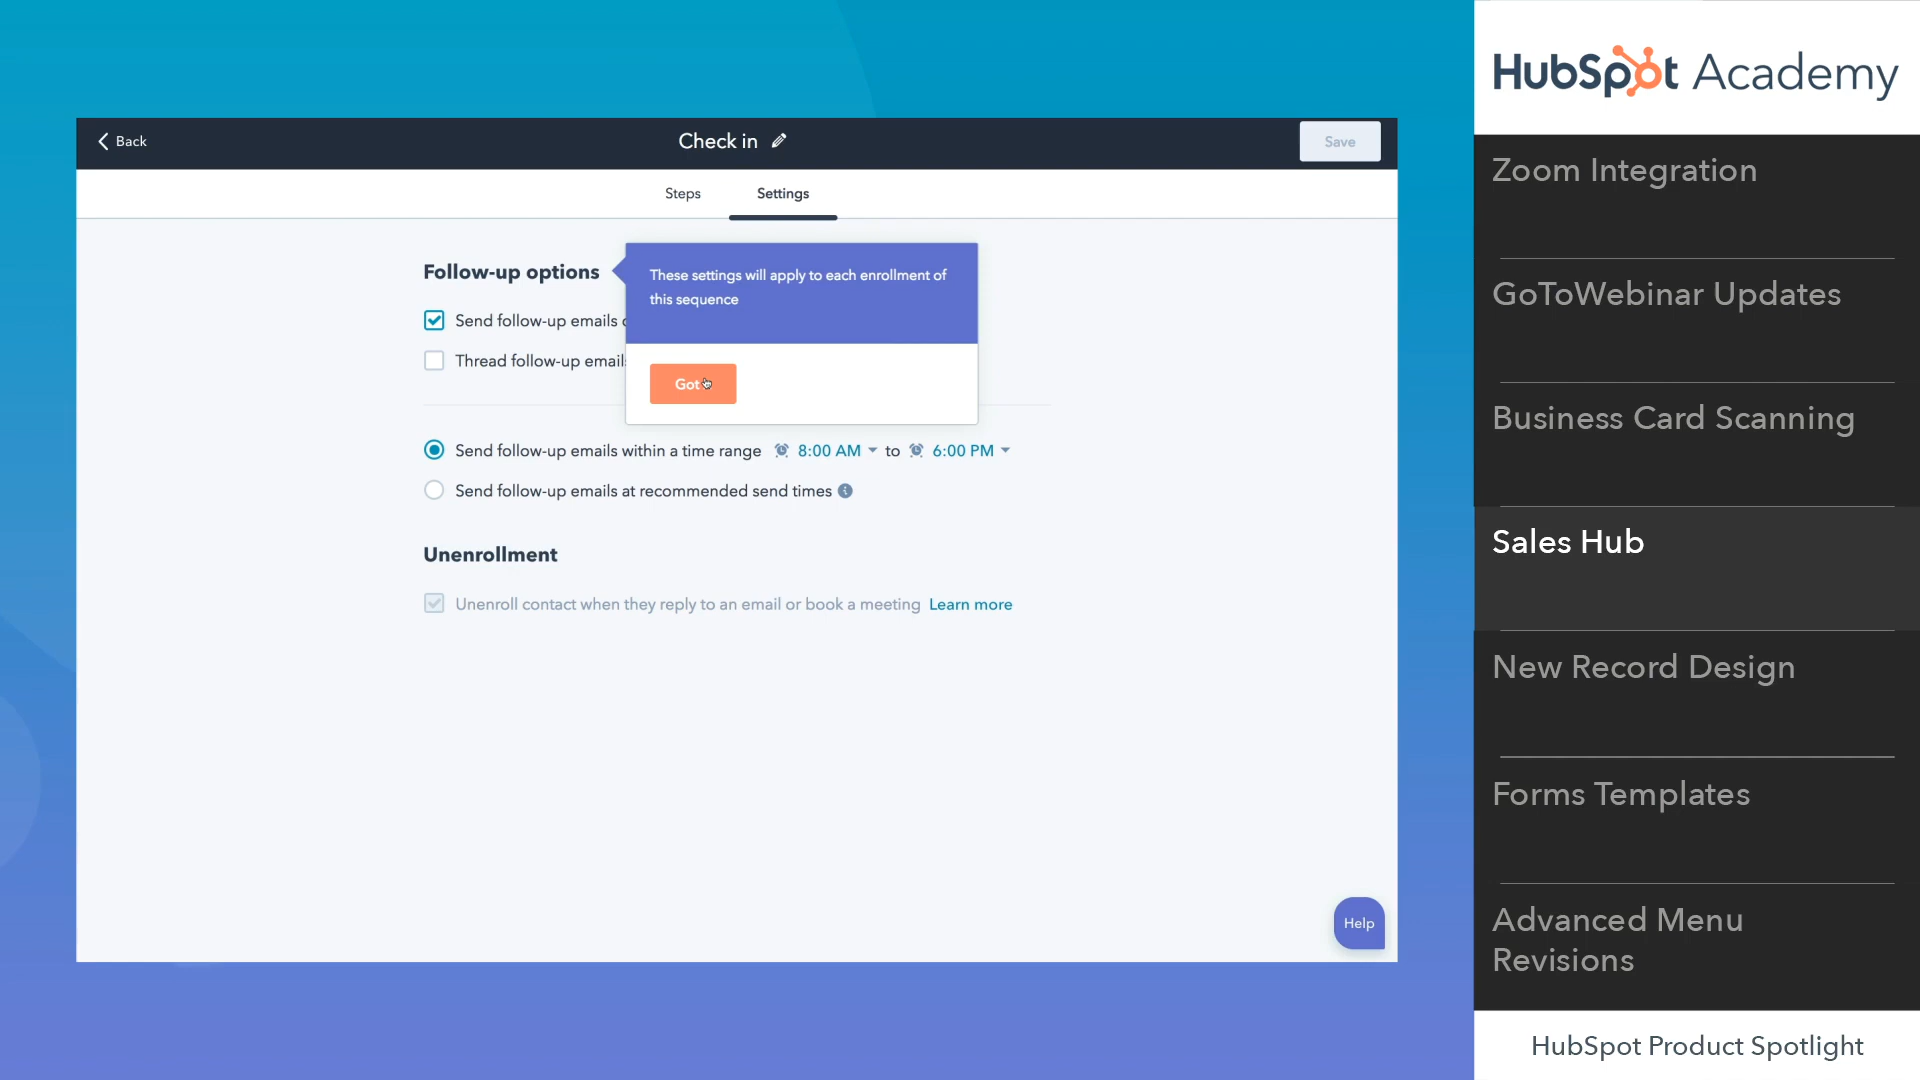 Back
Check in
Save
Steps
Settings
Follow-up options
These settings will apply to each enrollment of
this sequence
Send follow-up emails
Thread follow-up email
Got
Send follow-up emails within a time range 8:00 AM to 6:00 PM
Send follow-up emails at recommended send times
Unenrollment
Unenroll contact when they reply to an email or book a meeting Learn more
Help
HubSpot Academy
Zoom Integration
GoToWebinar Updates
Business Card Scanning
Sales Hub
New Record Design
Forms Templates
Advanced Menu
Revisions
HubSpot Product Spotlight